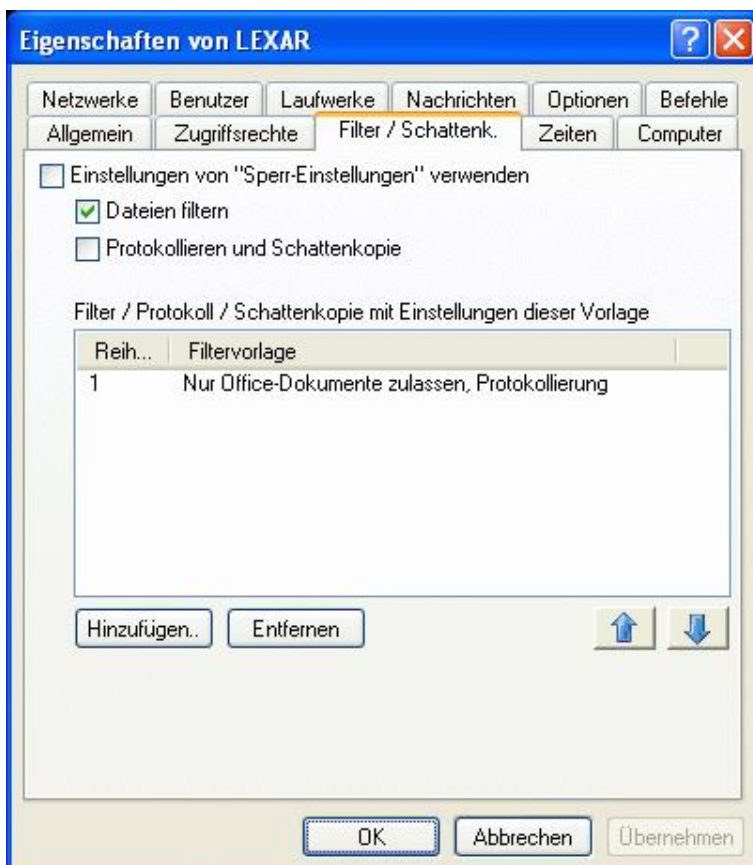 Eigenschaften von LEXAR
Netzwerke Benutzer Laufwerke Nachrichten Optionen Befehle
Allgemein Zugriffsrechte Filter / Schattenk. Zeiten Computer
Einstellungen von "Sperr-Einstellungen" verwenden
Dateien filtern
Protokollieren und Schattenkopie
Filter / Protokoll / Schattenkopie mit Einstellungen dieser Vorlage
Reih... Filtervorlage
1 Nur Office-Dokumente zulassen, Protokollierung
Hinzufügen.. Entfernen
OK Abbrechen Übernehmen